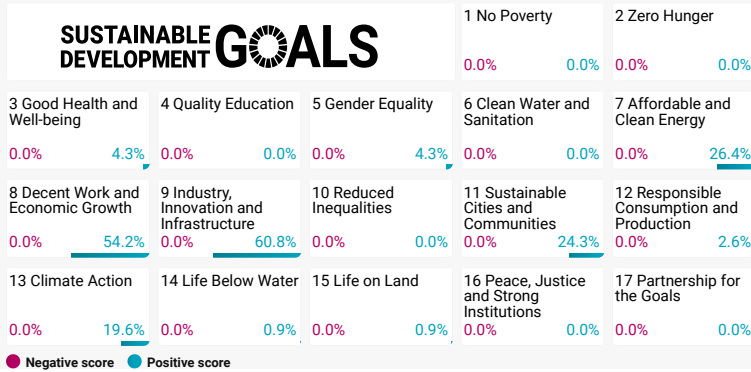 SUSTAINABLE
DEVELOPMENT
GOALS
1 No Poverty
0.0% 0.0%
2 Zero Hunger
0.0% 0.0%
3 Good Health and
Well-being
0.0% 4.3%
4 Quality Education
0.0% 0.0%
5 Gender Equality
0.0% 4.3%
6 Clean Water and
Sanitation
0.0% 0.0%
7 Affordable and
Clean Energy
0.0% 26.4%
8 Decent Work and
Economic Growth
0.0% 54.2%
9 Industry,
Innovation and
Infrastructure
0.0% 60.8%
10 Reduced
Inequalities
0.0% 0.0%
11 Sustainable
Cities and
Communities
0.0% 24.3%
12 Responsible
Consumption and
Production
0.0% 2.6%
13 Climate Action
0.0% 19.6%
14 Life Below Water
0.0% 0.9%
15 Life on Land
0.0% 0.9%
16 Peace, Justice
and Strong
Institutions
0.0% 0.0%
17 Partnership for
the Goals
0.0% 0.0%
Negative score Positive score